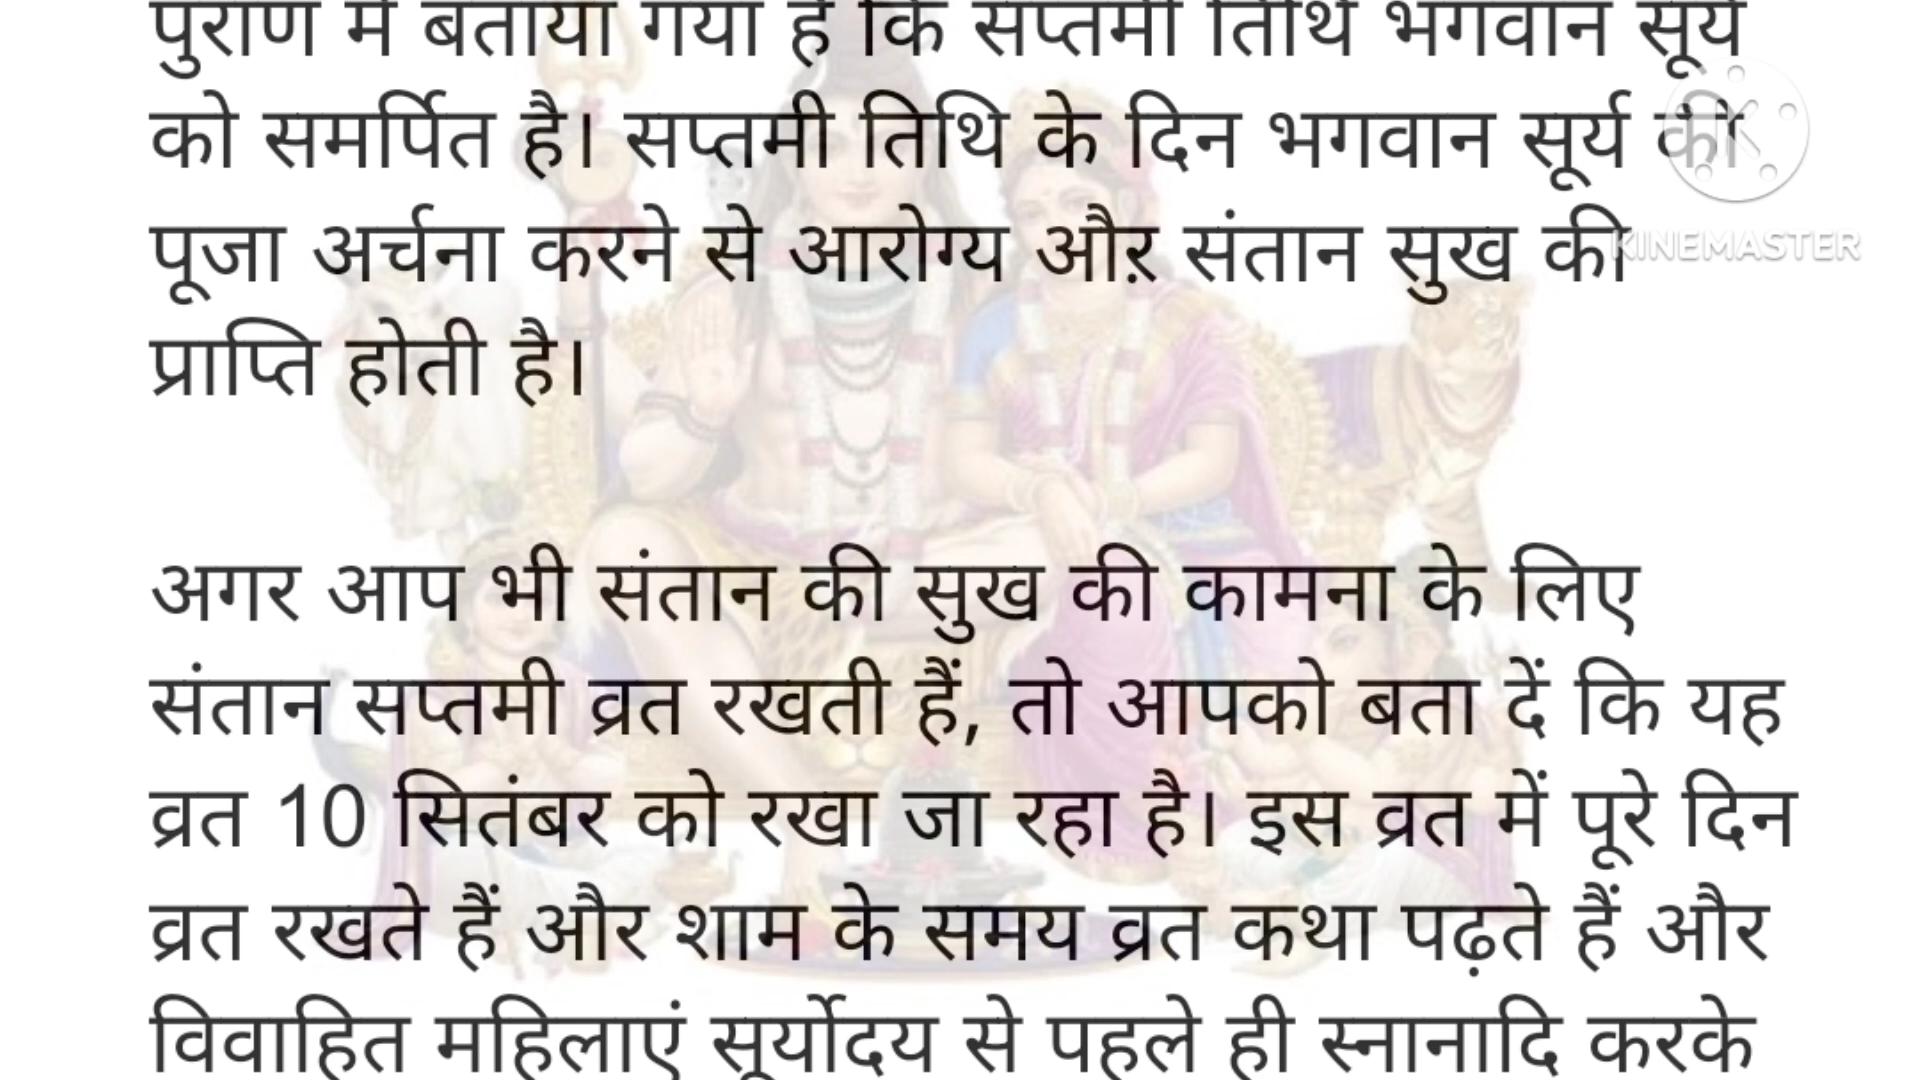 पुराण में बताया गया है कि सप्तमी तिथि भगवान सूर्य
को समर्पित है। सप्तमी तिथि के दिन भगवान सूर्य की
पूजा अर्चना करने से आरोग्य औऱ संतान सुख की
KINEMASTER
प्राप्ति होती है।
अगर आप भी संतान की सुख की कामना के लिए
संतान सप्तमी व्रत रखती हैं, तो आपको बता दें कि यह
व्रत 10 सितंबर को रखा जा रहा है। इस व्रत में पूरे दिन
व्रत रखते हैं और शाम के समय व्रत कथा पढ़ते हैं और
विवाहित महिलाएं सूर्योदय से पहले ही स्नानादि करके